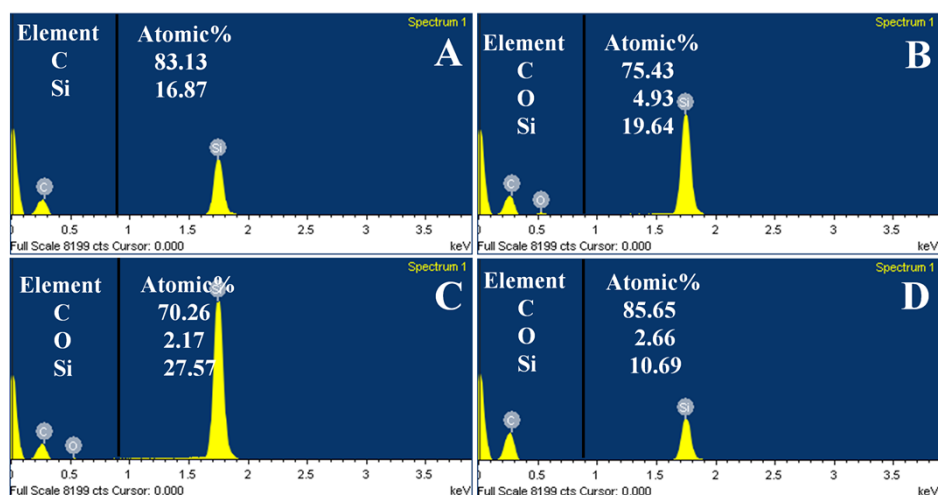 Spectrum 1
Element Atomic%
C 83.13
Si 16.87
A
Si
C
0 0.5 1 1.5 2 2.5 3 3.5
Full Scale 8199 cts Cursor: 0.000 keV
Spectrum 1
Element Atomic%
C 75.43
O 4.93
Si 19.64
B
Si
C O
0.5 1 1.5 2 2.5 3 3.5
Full Scale 8199 cts Cursor: 0.000 keV
Spectrum 1
Element Atomic%
C 70.26
O 2.17
Si 27.57
C
C O
0.5 1 1.5 2 2.5 3 3.5
Full Scale 8199 cts Cursor: 0.000 keV
Spectrum 1
Element Atomic%
C 85.65
O 2.66
Si 10.69
D
C Si
0.5 1 1.5 2 2.5 3 3.5
Full Scale 8199 cts Cursor: 0.000 keV